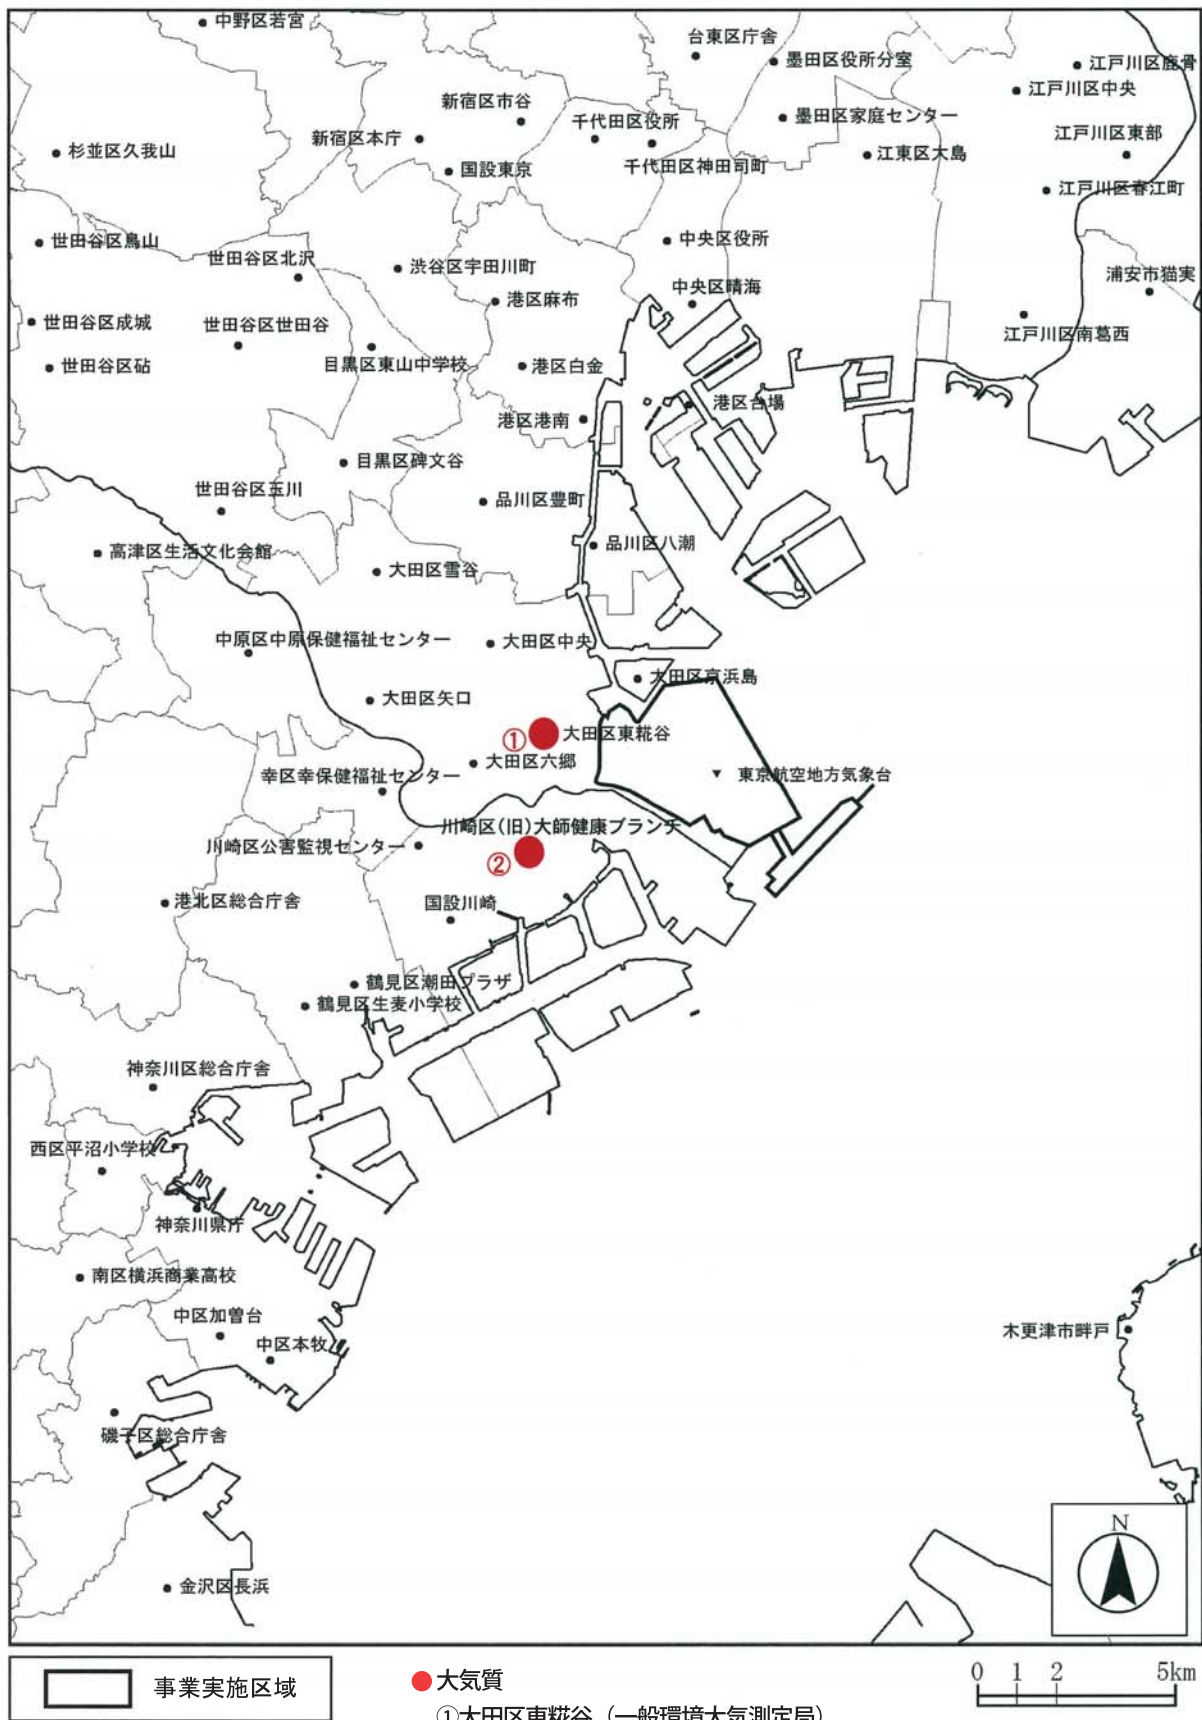 中野区若宮
台東区庁舎
墨田区役所分室
江戸川区鹿骨
江戸川区中央
新宿区市谷
千代田区役所
墨田区家庭センター
江戸川区東部
新宿区本庁
杉並区久我山
国設東京
千代田区神田司町
江東区大島
江戸川区春江町
世田谷区烏山
世田谷区北沢
渋谷区宇田川町
中央区役所
浦安市猫実
中央区晴海
港区麻布
世田谷区成城
世田谷区世田谷
江戸川区南葛西
世田谷区砧
目黒区東山中学校
港区白金
港区台場
港区港南
目黒区碑文谷
世田谷区玉川
品川区豊町
高津区生活文化会館
品川区八潮
大田区雪谷
中原区中原保健福祉センター
大田区中央
大田区京浜島
大田区矢口
①
大田区東糀谷
大田区六郷
幸区幸保健福祉センター
東京航空地方気象台
川崎区(旧)大師健康ブランチ
川崎区公害監視センター
②
港北区総合庁舎
国設川崎
鶴見区潮田プラザ
鶴見区生麦小学校
神奈川区総合庁舎
西区平沼小学校
神奈川県庁
南区横浜商業高校
中区加曽台
中区本牧
木更津市畔戸
磯子区総合庁舎
N
金沢区長浜
事業実施区域
大気質
0 1 2 5km
①大田区東糀谷（一般環境大気測定局）